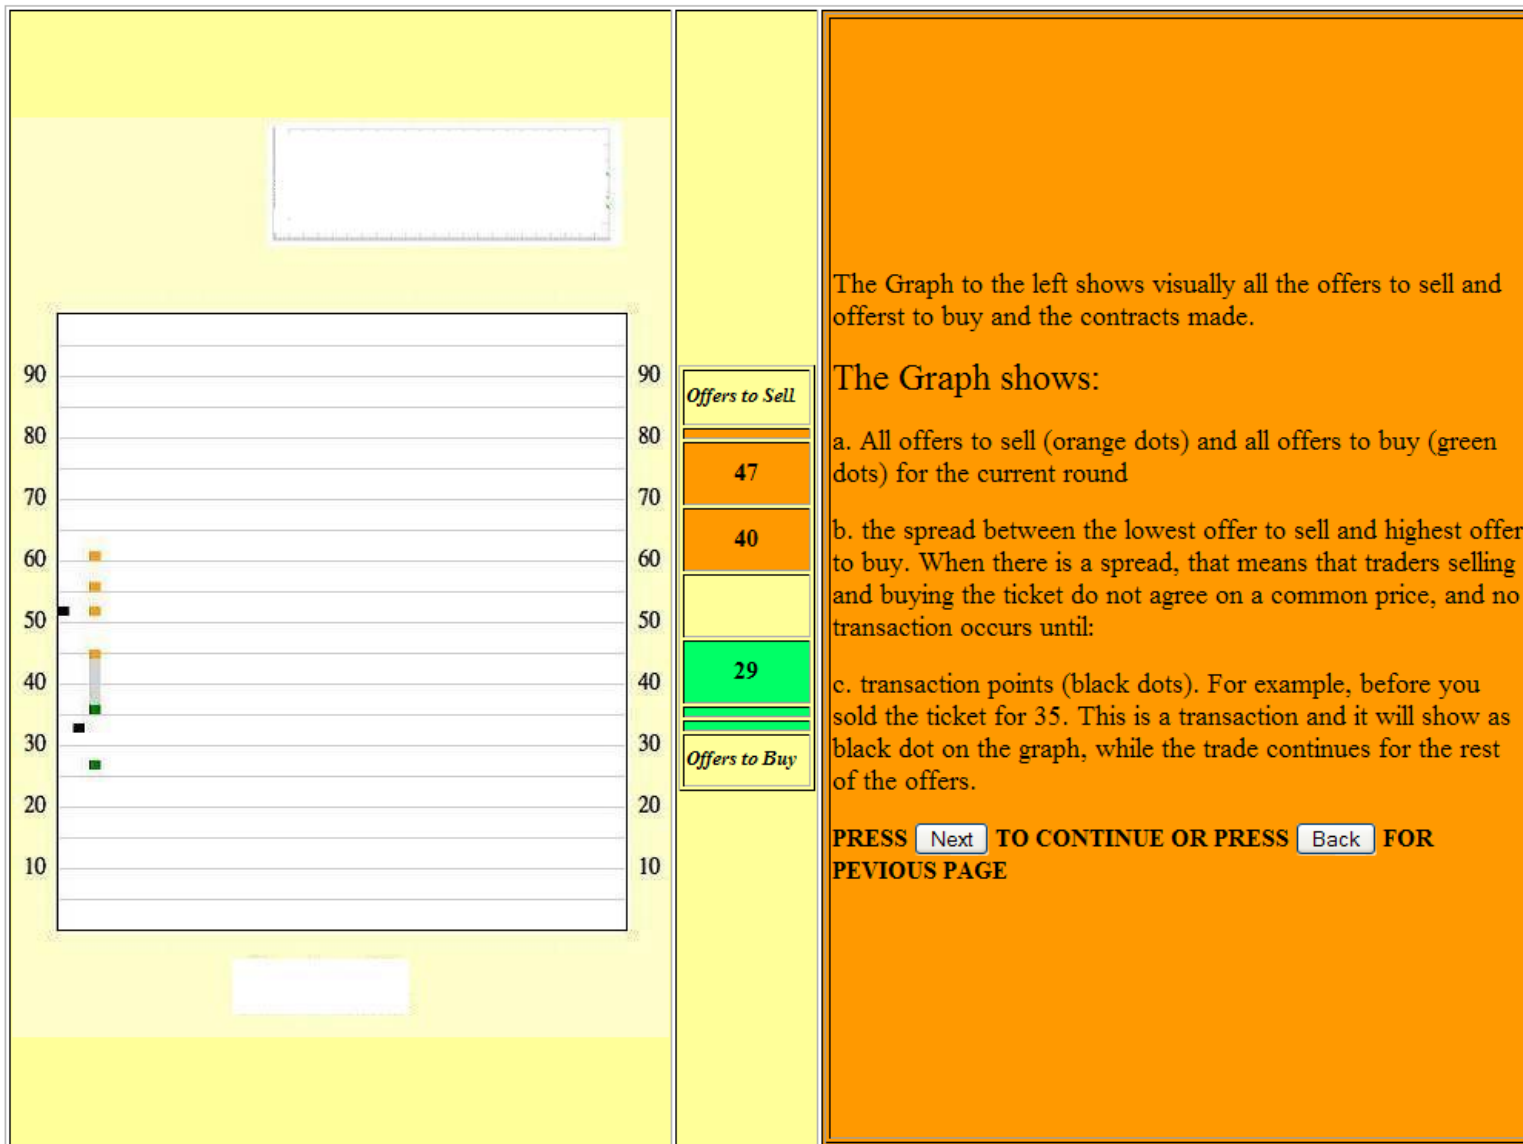 90
80
70
60
50
40
30
20
10
90
80
70
60
50
40
30
20
10
Offers to Sell
47
40
29
Offers to Buy
The Graph to the left shows visually all the offers to sell and
offerst to buy and the contracts made.
The Graph shows:
a. All offers to sell (orange dots) and all offers to buy (green
dots) for the current round
b. the spread between the lowest offer to sell and highest offer
to buy. When there is a spread, that means that traders selling
and buying the ticket do not agree on a common price, and no
transaction occurs until:
c. transaction points (black dots). For example, before you
sold the ticket for 35. This is a transaction and it will show as
black dot on the graph, while the trade continues for the rest
of the offers.
PRESS Next TO CONTINUE OR PRESS Back FOR
PEVIOUS PAGE